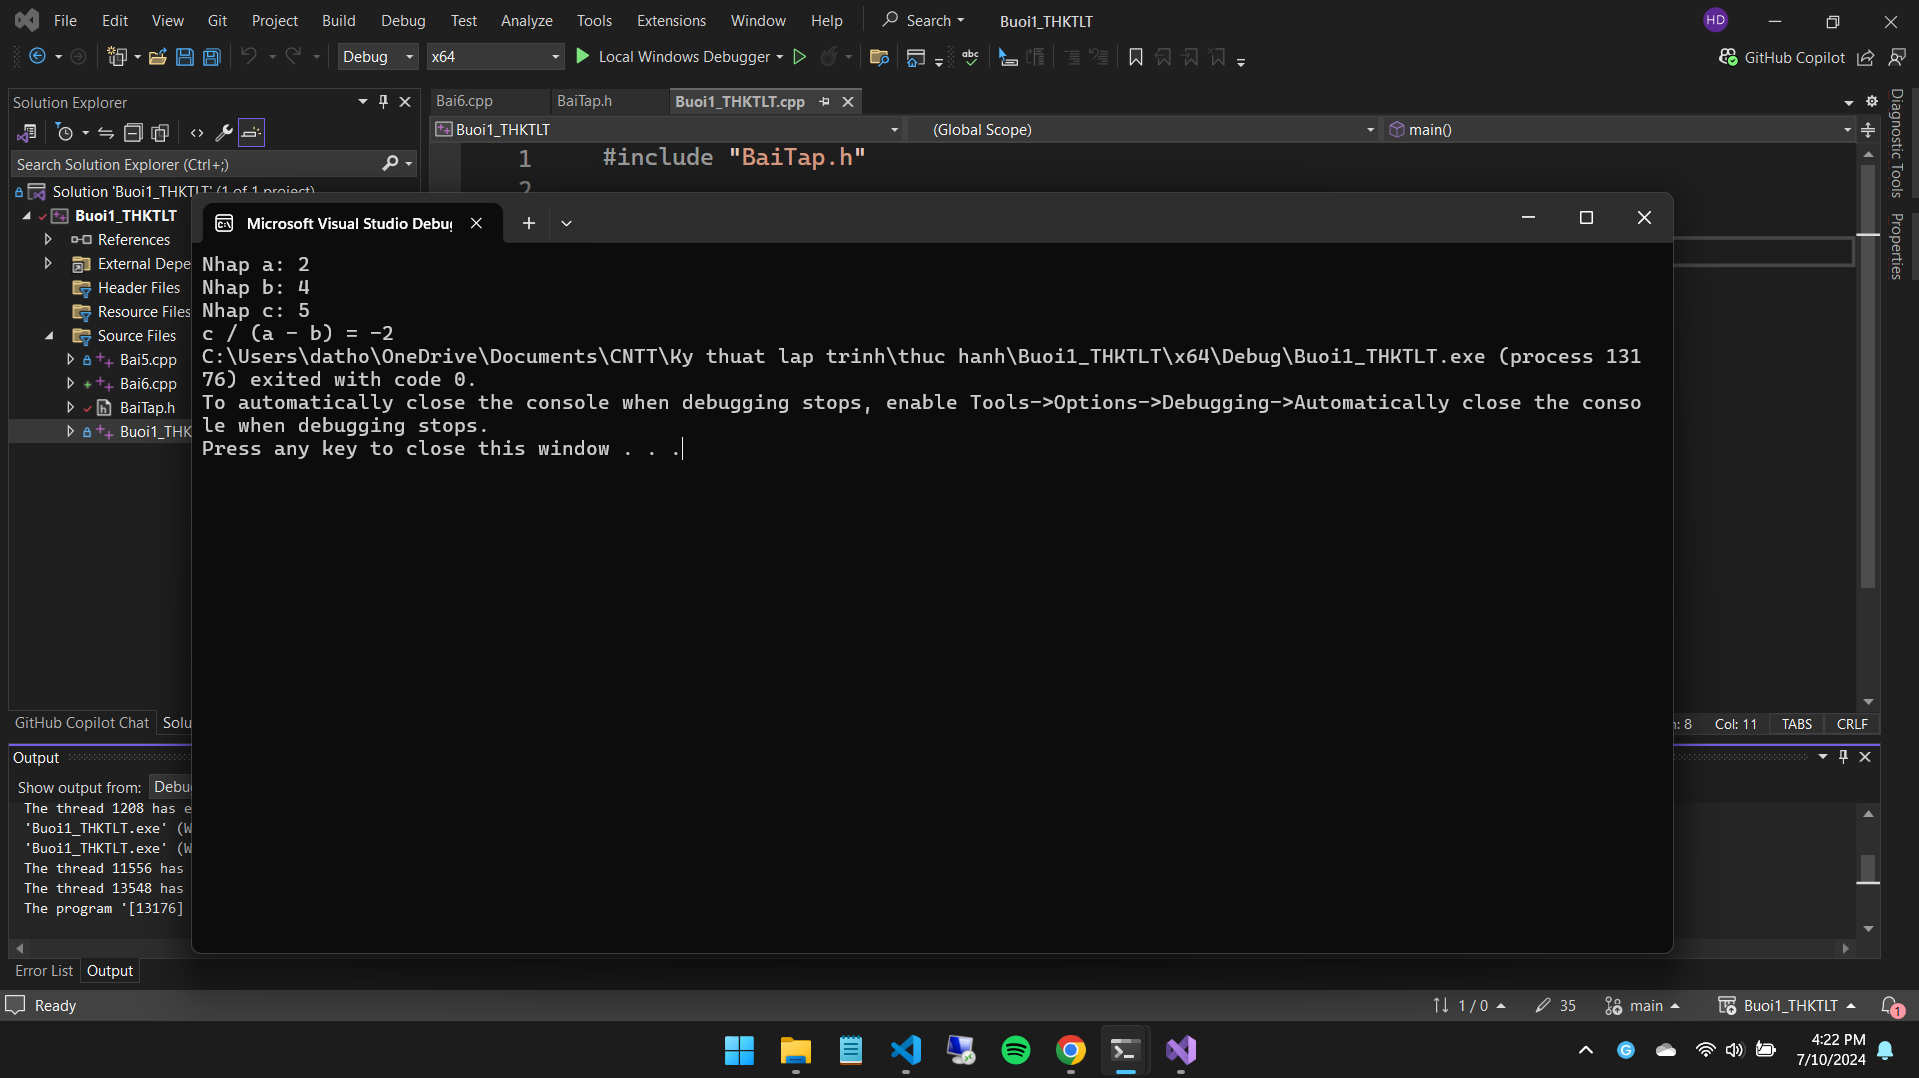 File Edit View Git Project Build Debug Test Analyze Tools Extensions Window Help Search Buoi1_THKTLT HD
Debug x64 Local Windows Debugger abc GitHub Copilot
Solution Explorer
Search Solution Explorer (Ctrl+;)
Solution 'Buoi1_THKTLT' (1 of 1 project)
Buoi1_THKTLT
References
External Depe
Header Files
Resource Files
Source Files
Bai5.cpp
Bai6.cpp
BaiTap.h
Buoi1_THK
GitHub Copilot Chat Solu
Bai6.cpp BaiTap.h Buoi1_THKTLT.cpp
Buoi1_THKTLT (Global Scope) main()
1 #include "BaiTap.h"
2
Diagnostic Tools
Properties
Microsoft Visual Studio Debug
Nhap a: 2
Nhap b: 4
Nhap c: 5
c / (a - b) = -2
C:\Users\datho\OneDrive\Documents\CNTT\Ky thuat lap trinh\thuc hanh\Buoi1_THKTLT\x64\Debug\Buoi1_THKTLT.exe (process 131
76) exited with code 0.
To automatically close the console when debugging stops, enable Tools->Options->Debugging->Automatically close the conso
le when debugging stops.
Press any key to close this window . . .
: 8 Col: 11 TABS CRLF
Output
Show output from: Debu
The thread 1208 has e
'Buoi1_THKTLT.exe' (W
'Buoi1_THKTLT.exe' (W
The thread 11556 has
The thread 13548 has
The program '[13176]
Error List Output
Ready 1 / 0 35 main Buoi1_THKTLT 1
4:22 PM
7/10/2024